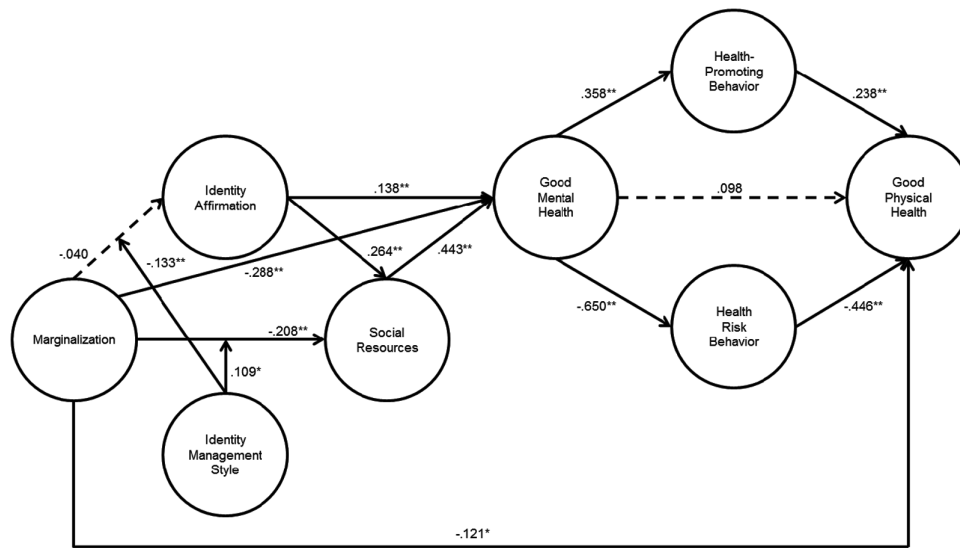 Health-
Promoting
Behavior
.358**
.238**
Identity
Affirmation
.138**
Good
Mental
Health
.098
Good
Physical
Health
-.040
-.133**
.264**
.443**
-.288**
Marginalization
-.208**
Social
Resources
-.650**
Health
Risk
Behavior
-.446**
.109*
Identity
Management
Style
-.121*